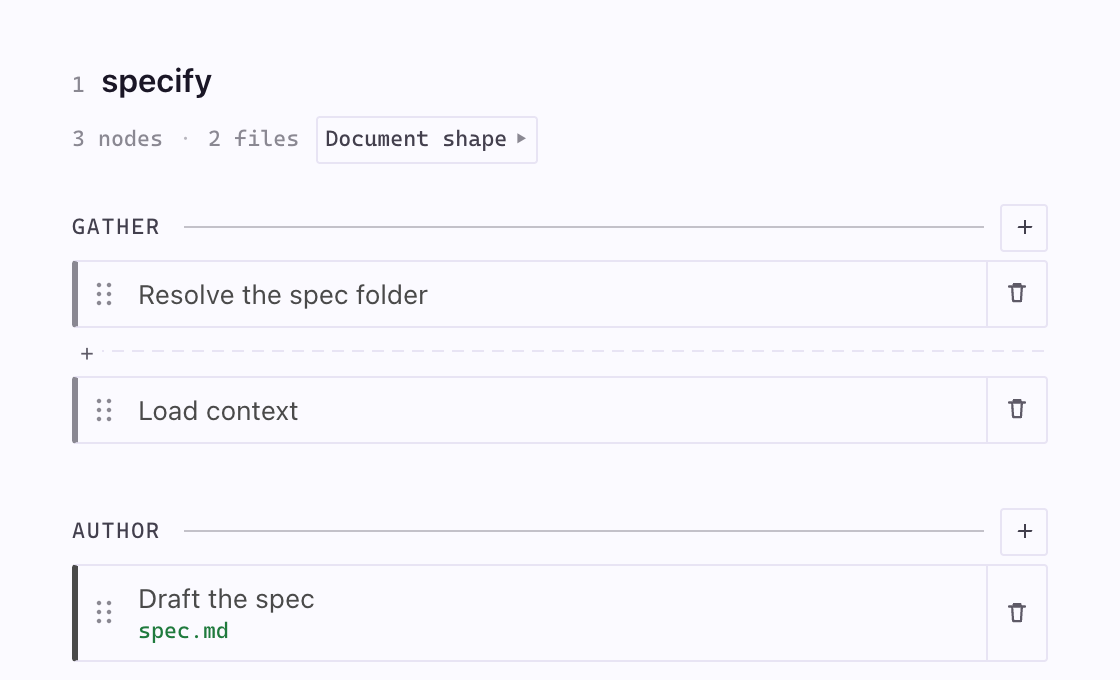 1 specify
3 nodes · 2 files Document shape ▸
GATHER +
Resolve the spec folder
+
Load context
AUTHOR +
Draft the spec
spec.md